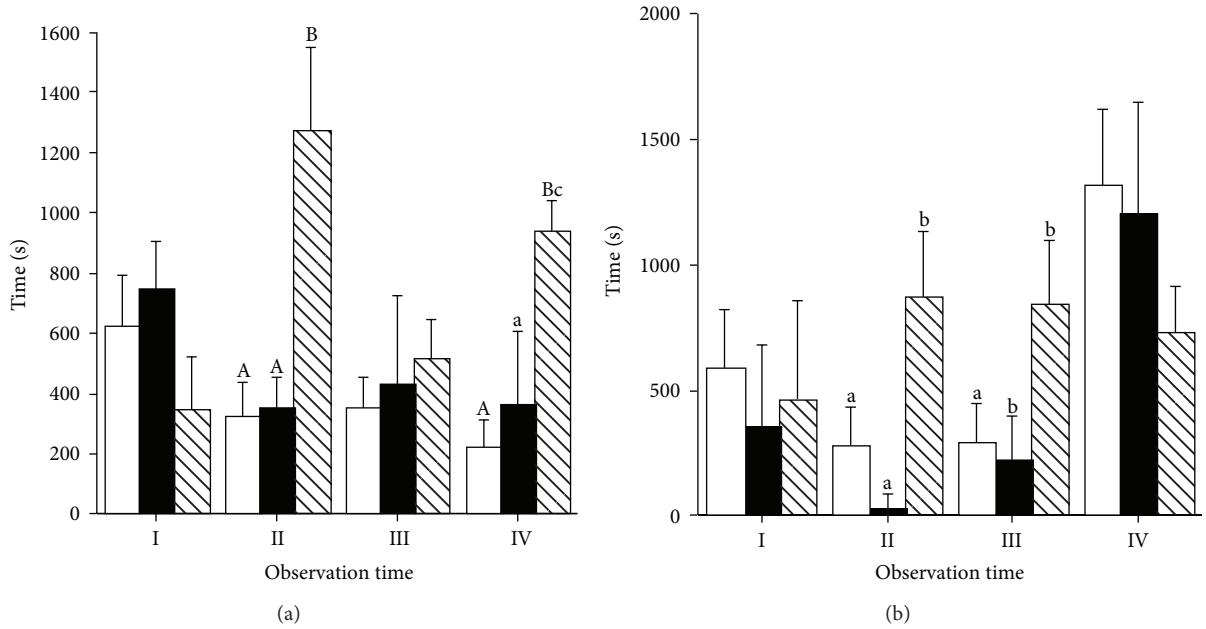 1600
1400
1200
1000
800
600
400
200
0
Time (s)
A
A
B
A
a
Bc
I
II
III
IV
Observation time
(a)
2000
1500
1000
500
0
Time (s)
a
a
b
a
b
b
I
II
III
IV
Observation time
(b)